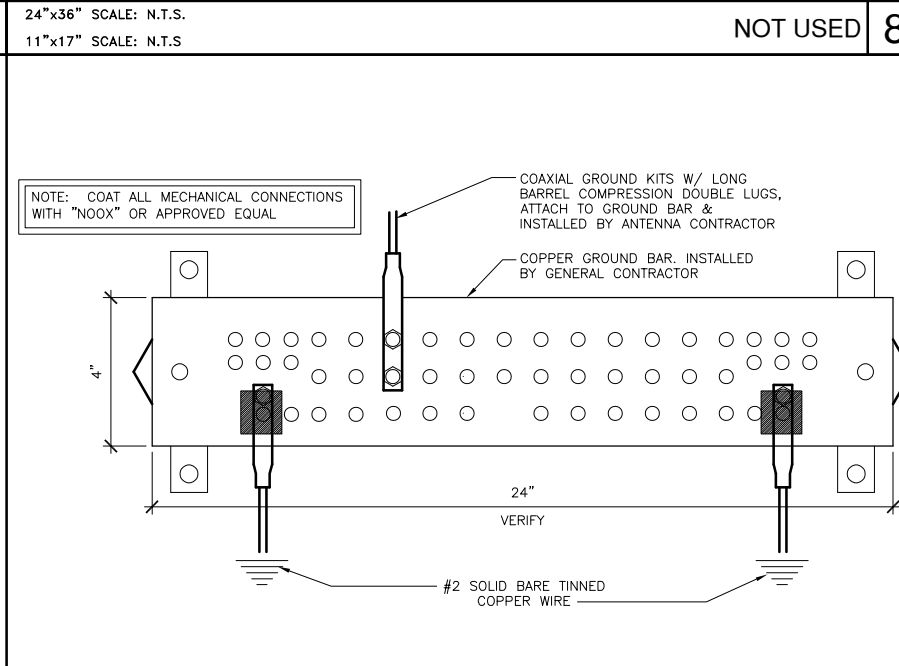 24"x36" SCALE: N.T.S.
11"x17" SCALE: N.T.S
NOT USED
8
NOTE: COAT ALL MECHANICAL CONNECTIONS
WITH "NOOX" OR APPROVED EQUAL
COAXIAL GROUND KITS W/ LONG
BARREL COMPRESSION DOUBLE LUGS,
ATTACH TO GROUND BAR &
INSTALLED BY ANTENNA CONTRACTOR
COPPER GROUND BAR. INSTALLED
BY GENERAL CONTRACTOR
4"
24"
VERIFY
#2 SOLID BARE TINNED
COPPER WIRE